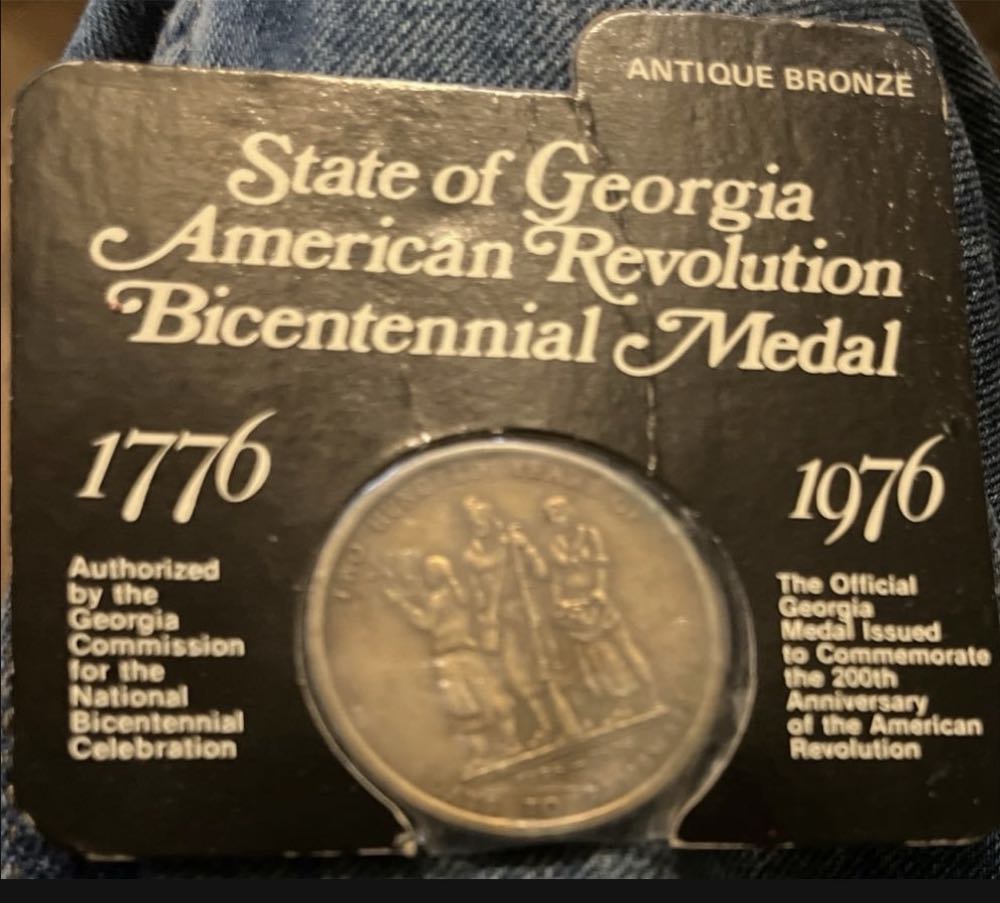 ANTIQUE BRONZE
State of Georgia
American Revolution
Bicentennial Medal
1776
1976
Authorized
by the
Georgia
Commission
for the
National
Bicentennial
Celebration
The Official
Georgia
Medal Issued
to Commemorate
the 200th
Anniversary
of the American
Revolution